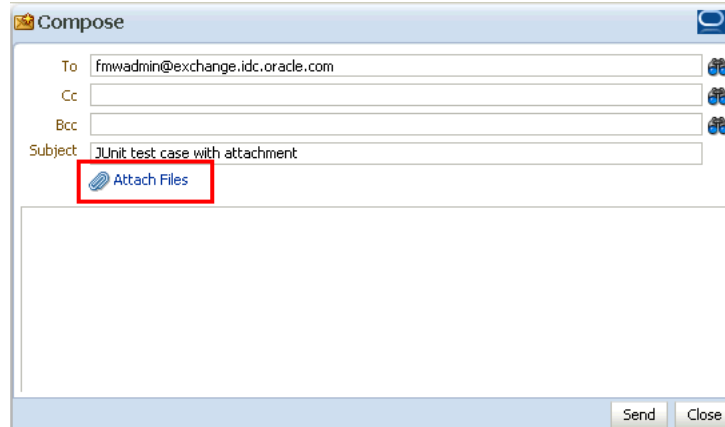 Compose
To fmwadmin@exchange.idc.oracle.com
Cc
Bcc
Subject JUnit test case with attachment
Attach Files
Send Close